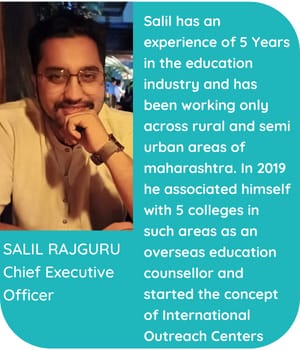 Salil has an
experience of 5 Years
in the education
industry and has
been working only
across rural and semi
urban areas of
maharashtra. In 2019
he associated himself
with 5 colleges in
such areas as an
overseas education
counsellor and
started the concept
of International
Outreach Centers
SALIL RAJGURU
Chief Executive
Officer